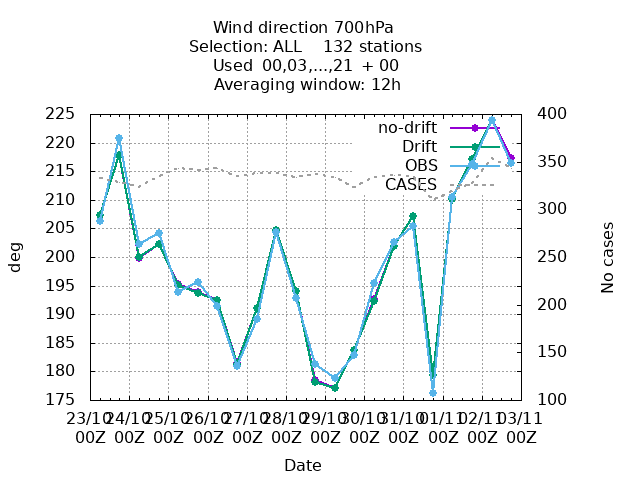 Wind direction 700hPa
Selection: ALL 132 stations
Used 00,03,...,21 + 00
Averaging window: 12h
225 400
no-drift
220
Drift
215 350
OBS
210
CASES
300
205
200 250
195
190 200
185
150
180
175 100
deg
No cases
23/10 24/10 25/10 26/10 27/10 28/10 29/10 30/10 31/10 01/11 02/11 03/11
00Z 00Z 00Z 00Z 00Z 00Z 00Z 00Z 00Z 00Z 00Z 00Z
Date